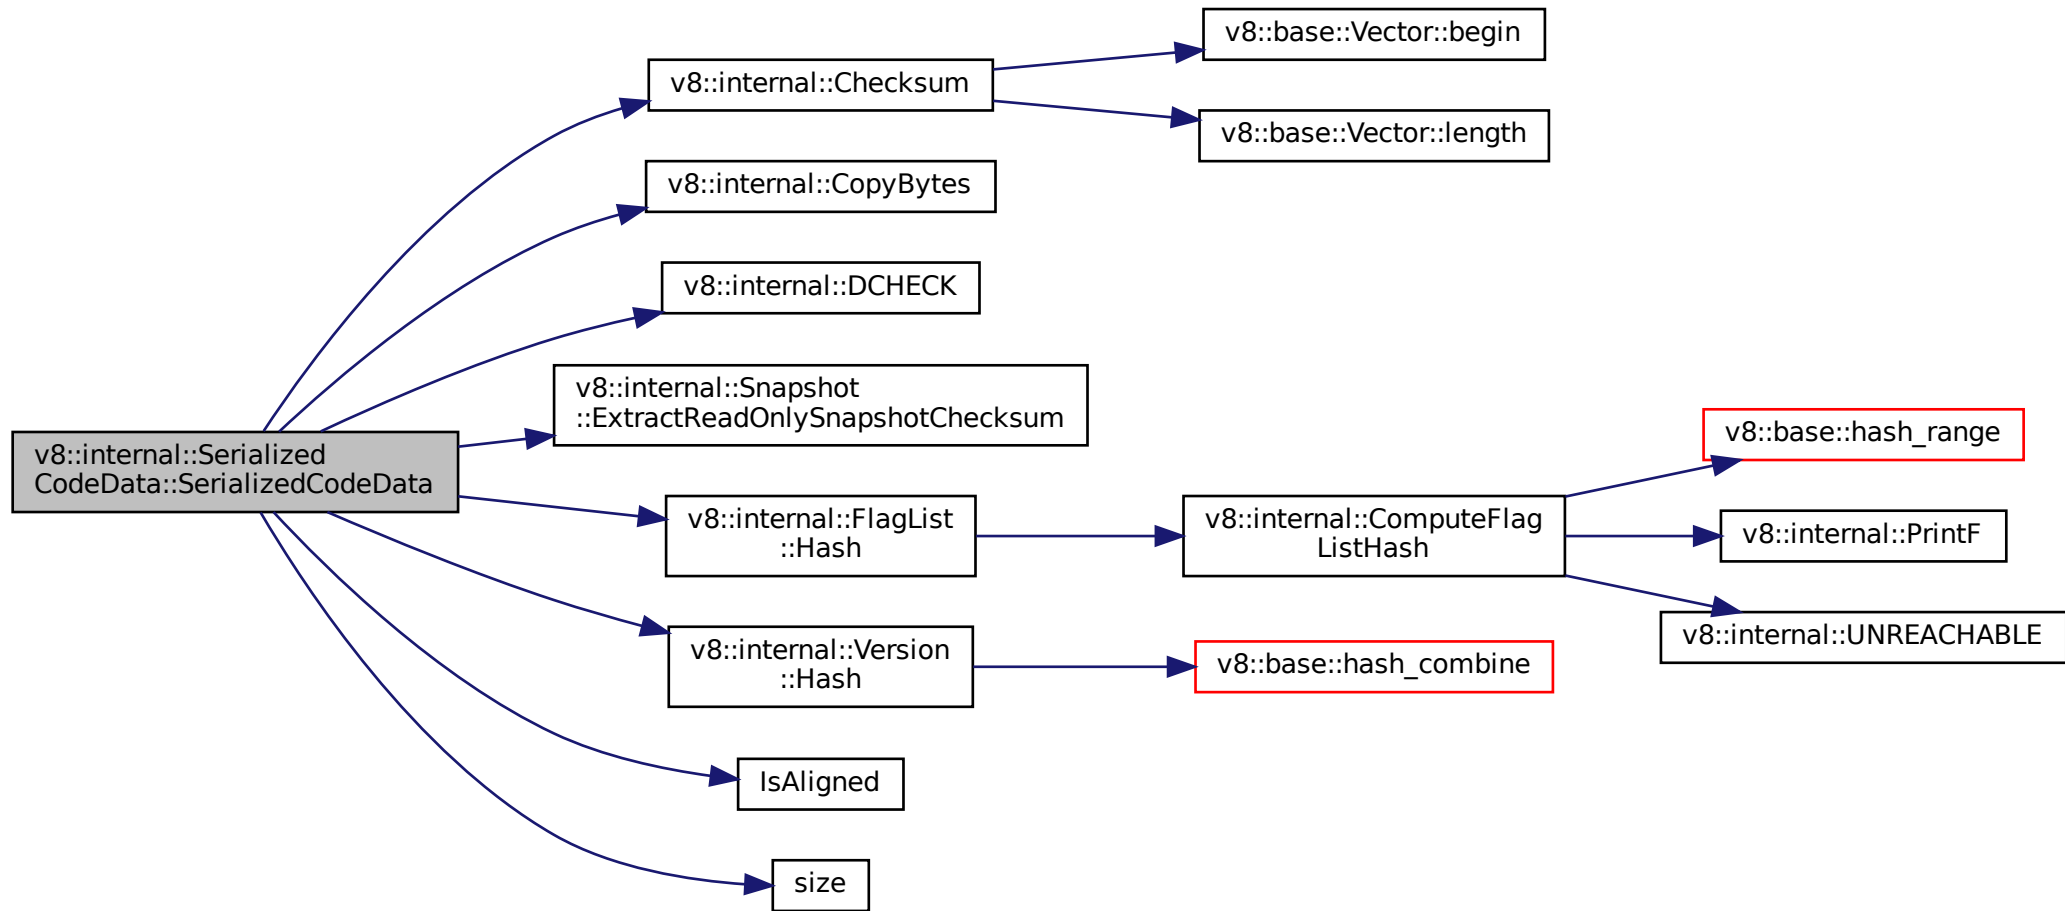 v8::internal::Serialized
CodeData::SerializedCodeData
v8::internal::Checksum
v8::base::Vector::begin
v8::base::Vector::length
v8::internal::CopyBytes
v8::internal::DCHECK
v8::internal::Snapshot
::ExtractReadOnlySnapshotChecksum
v8::internal::FlagList
::Hash
v8::internal::ComputeFlag
ListHash
v8::base::hash_range
v8::internal::PrintF
v8::internal::UNREACHABLE
v8::internal::Version
::Hash
v8::base::hash_combine
IsAligned
size